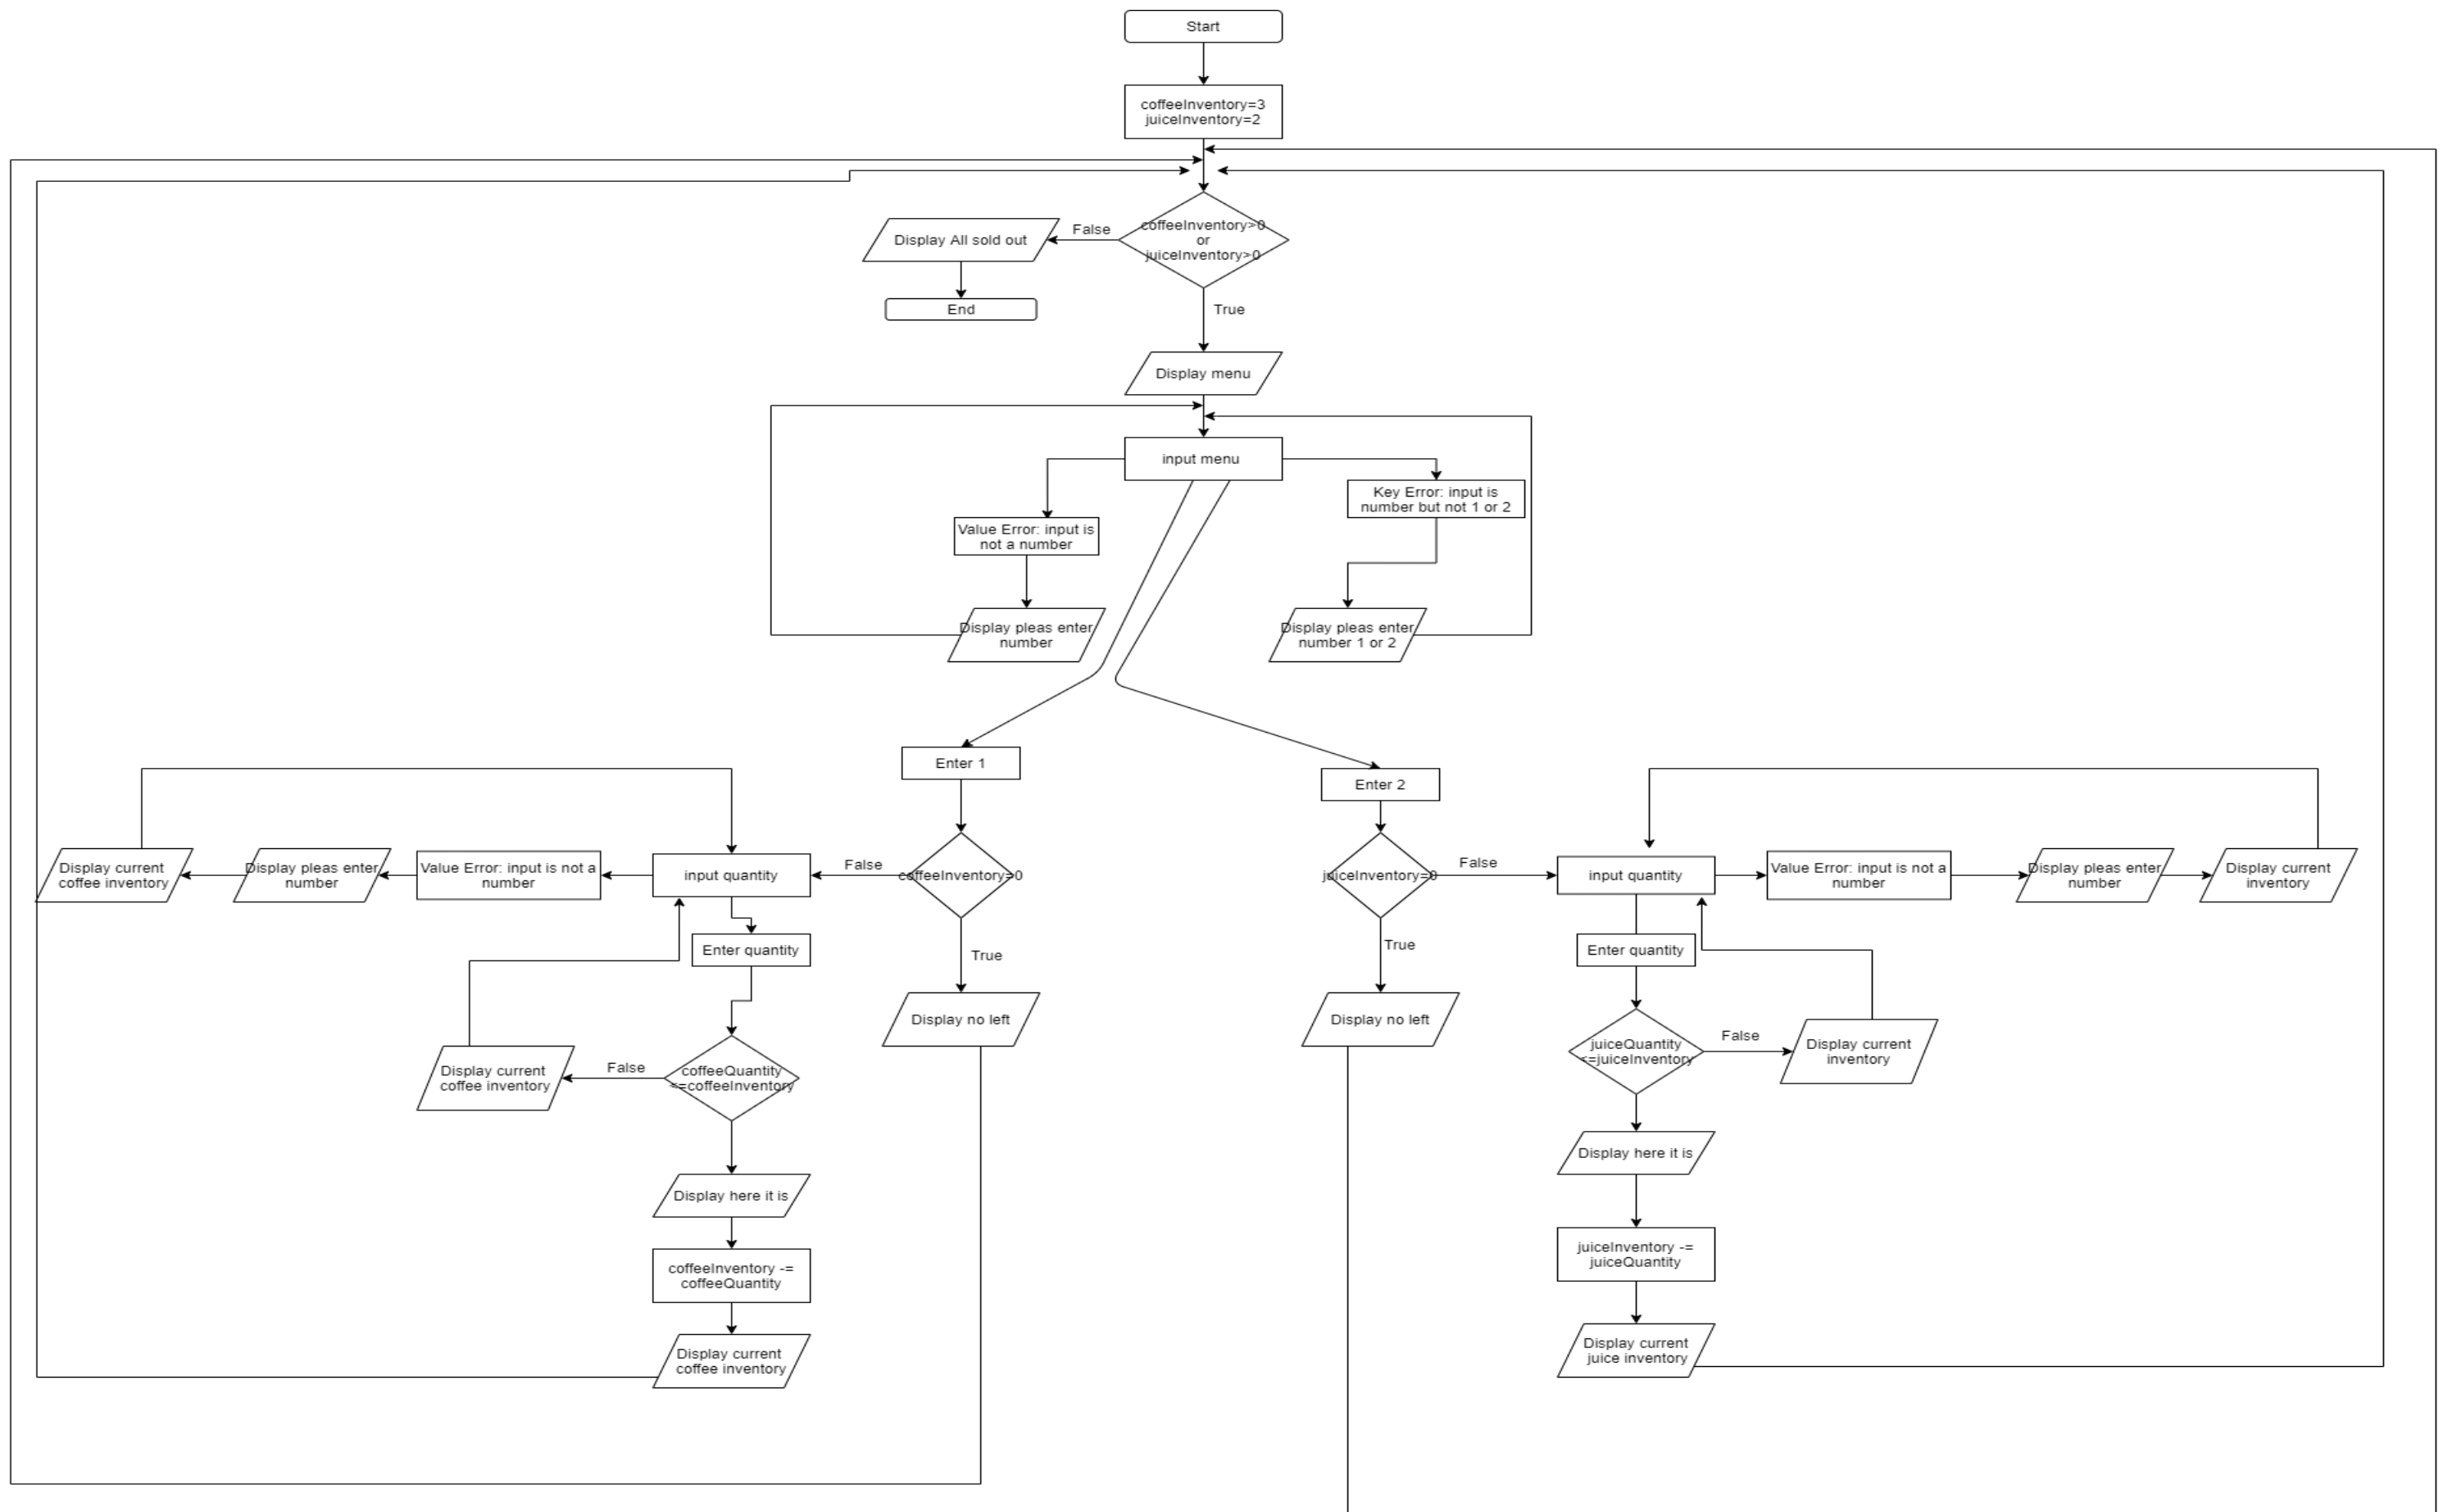 Start
coffeeInventory=3
juiceInventory=2
coffeeInventory>0
or
juiceInventory>0
False
Display All sold out
End
True
Display menu
input menu
Key Error: input is
number but not 1 or 2
Value Error: input is
not a number
Display pleas enter
number
Display pleas enter
number 1 or 2
Enter 1
Enter 2
Display current
coffee inventory
Display pleas enter
number
Value Error: input is not a
number
input quantity
False
coffeeInventory=0
True
Enter quantity
Display no left
coffeeQuantity
<=coffeeInventory
False
Display current
coffee inventory
Display here it is
coffeeInventory -=
coffeeQuantity
Display current
coffee inventory
juiceInventory=0
False
input quantity
Value Error: input is not a
number
Display pleas enter
number
Display current
inventory
True
Enter quantity
Display no left
juiceQuantity
<=juiceInventory
False
Display current
inventory
Display here it is
juiceInventory -=
juiceQuantity
Display current
juice inventory